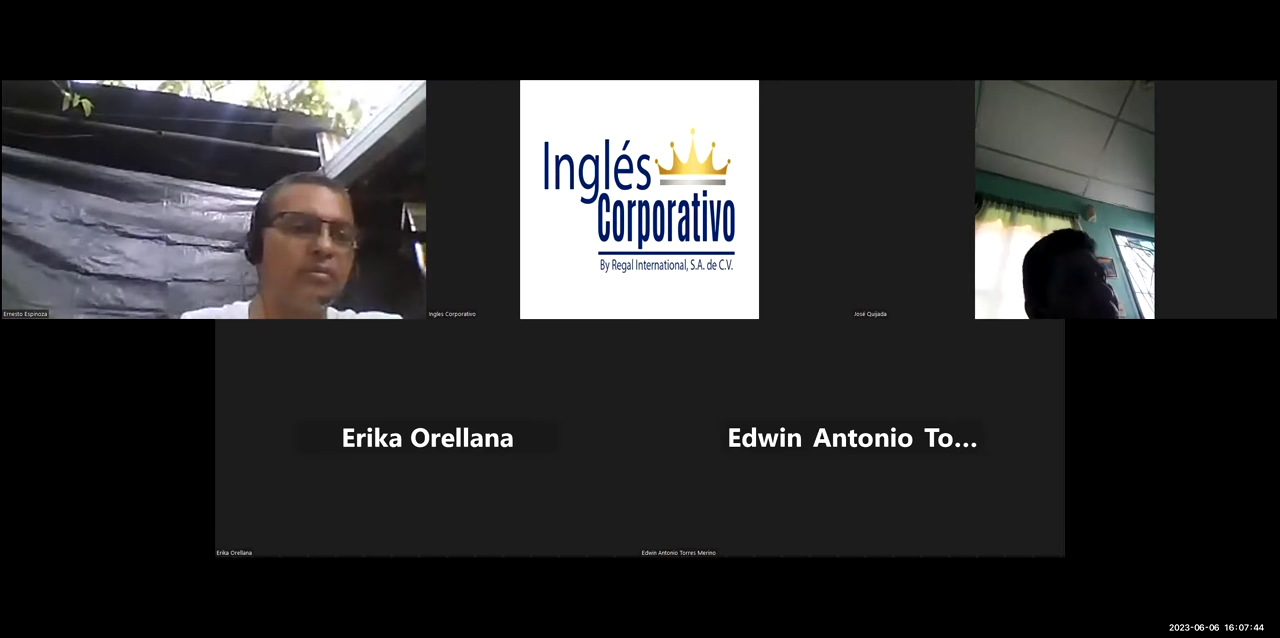 Inglés
Corporativo
By Regal International, S.A. de C.V.
Ernesto Espinoza
Ingles Corporativo
José Quijada
Erika Orellana
Edwin Antonio To...
Erika Orellana
Edwin Antonio Torres Merino
2023-06-06 16:07:44